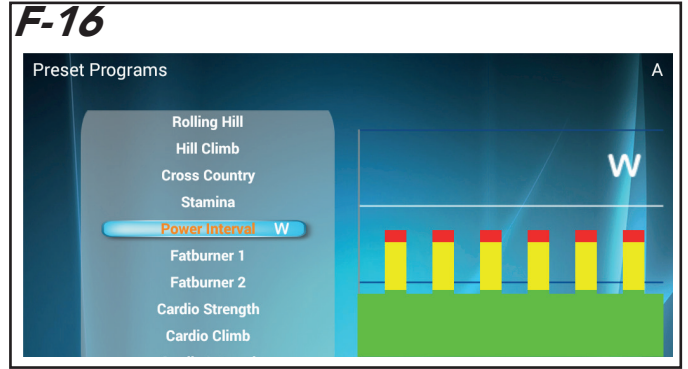 F-16
Preset Programs A
Rolling Hill
Hill Climb
Cross Country
Stamina
Power Interval W
Fatburner 1
Fatburner 2
Cardio Strength
Cardio Climb
W